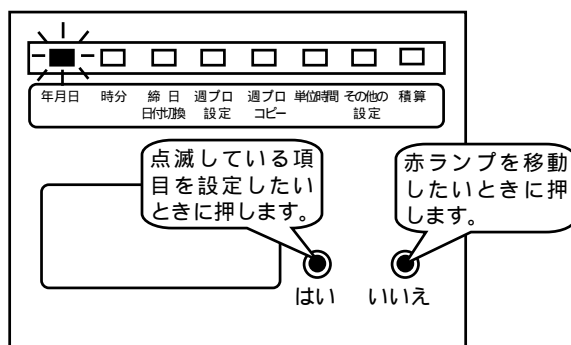 年月日 時分 締日 週プロ 週プロ 単位時間 その他の 積算
日付切換 設定 コピー 設定
点滅している項
目を設定したい
ときに押します。
赤ランプを移動
したいときに押
します。
はい いいえ